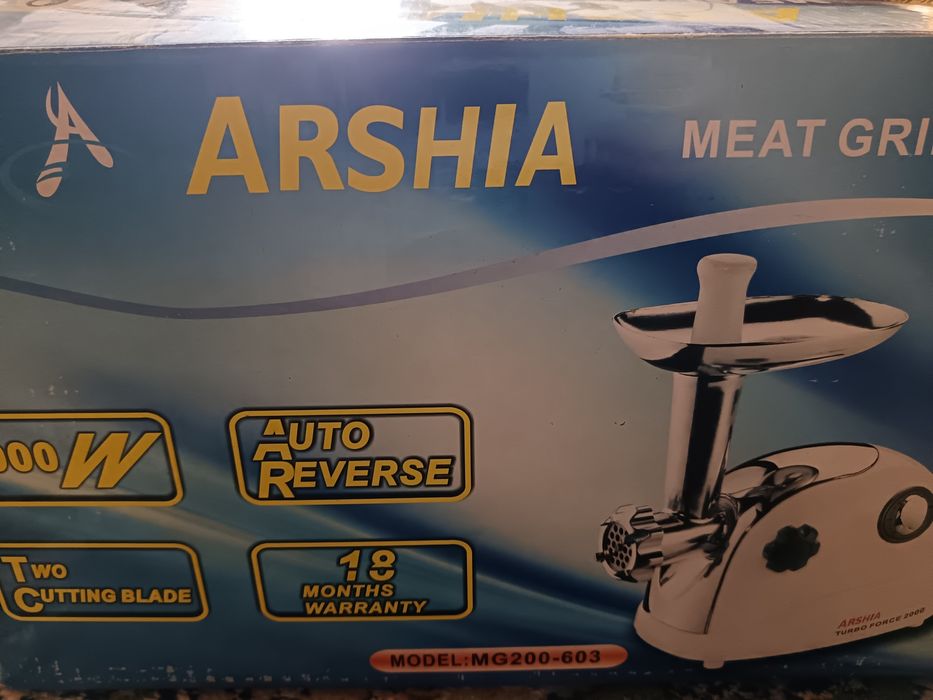 ARSHIA
MEAT GRI
000 W
AUTO
REVERSE
TWO
CUTTING BLADE
18
MONTHS
WARRANTY
ARSHIA
TURBO FORCE 2000
MODEL:MG200-603